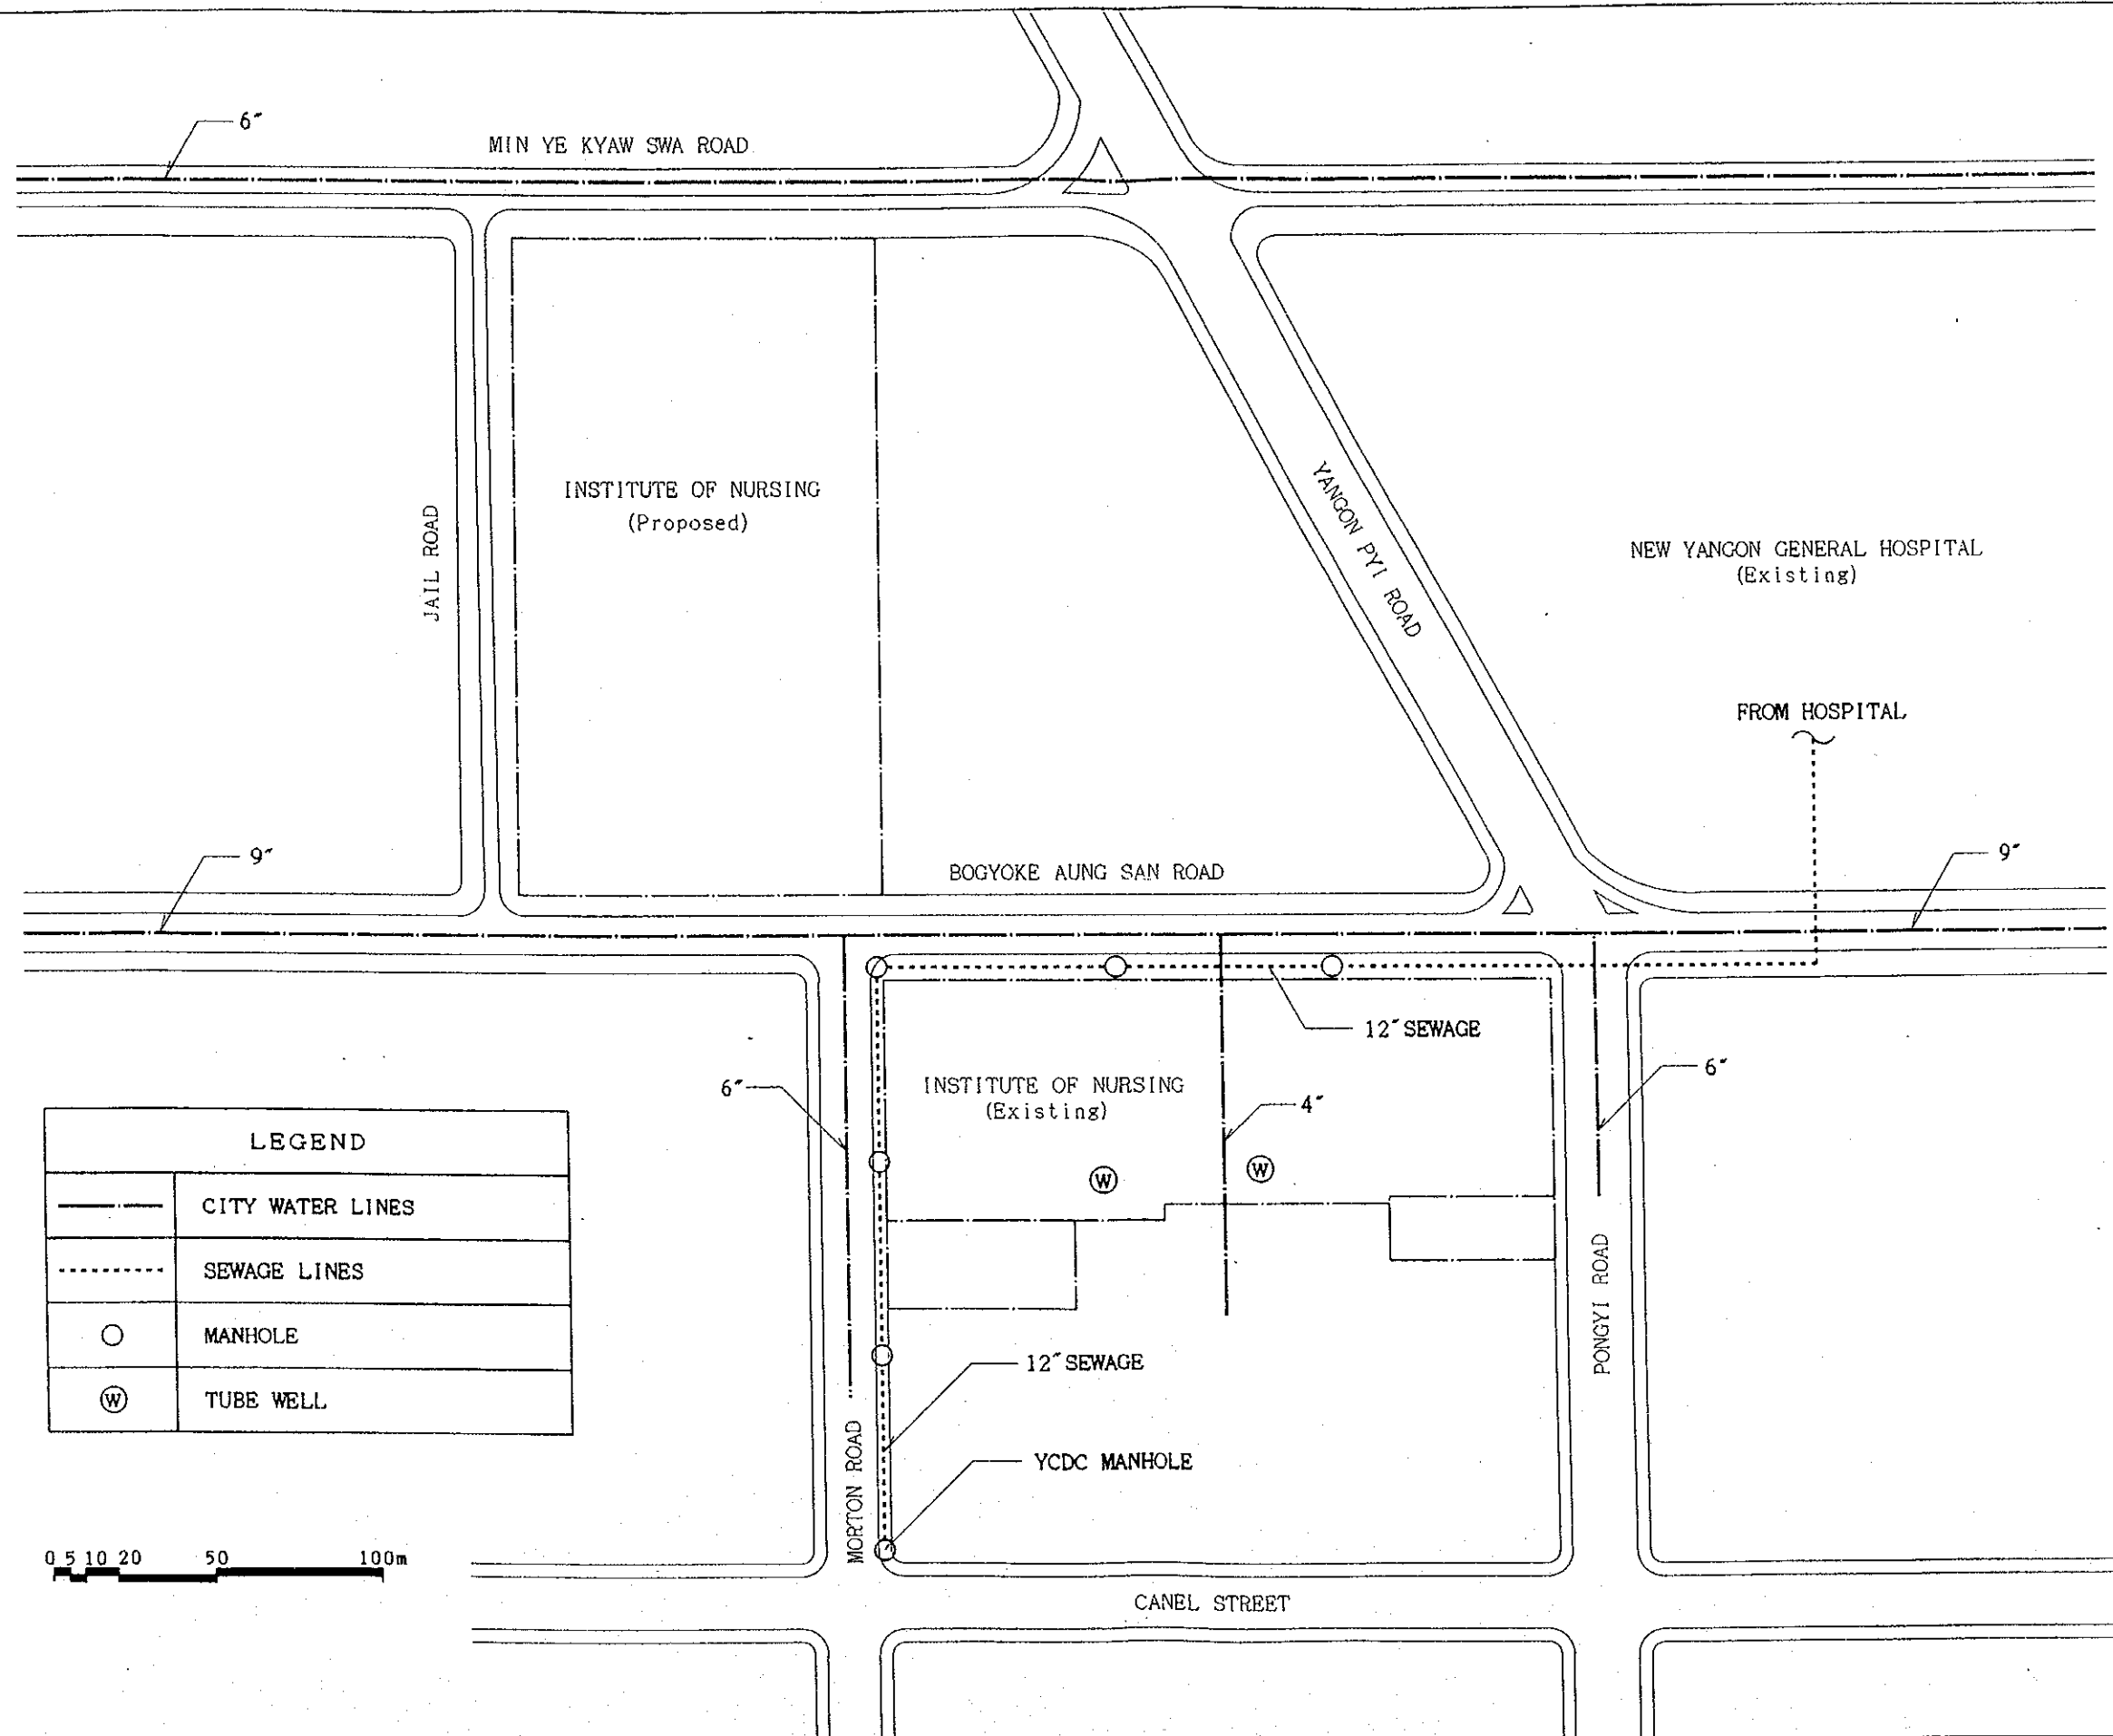 6″
MIN YE KYAW SWA ROAD
INSTITUTE OF NURSING
(Proposed)
JAIL ROAD
YANGON PYI ROAD
NEW YANGON GENERAL HOSPITAL
(Existing)
FROM HOSPITAL
9″
BOGYOKE AUNG SAN ROAD
9″
12″SEWAGE
6″
INSTITUTE OF NURSING
(Existing)
4″
6″
W
W
LEGEND
CITY WATER LINES
SEWAGE LINES
MANHOLE
W TUBE WELL
PONGYI ROAD
12″SEWAGE
MORTON ROAD
YCDC MANHOLE
0 5 10 20 50 100m
CANEL STREET